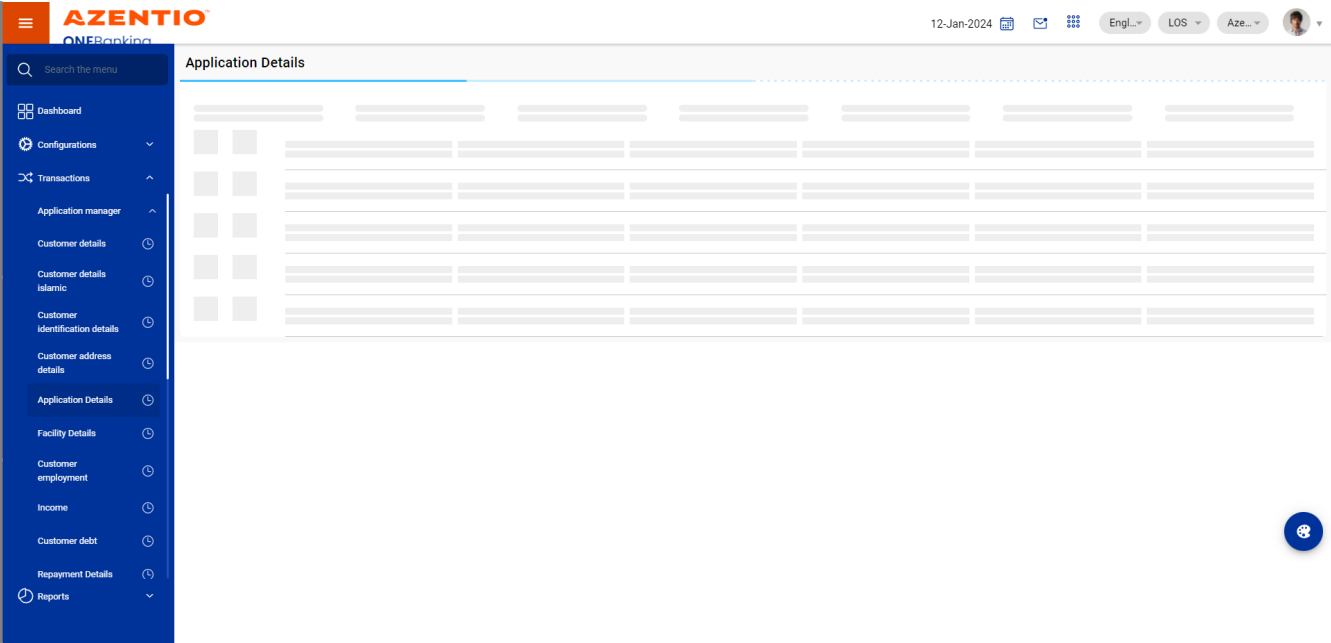 AZENTIO
ONEBanking
12-Jan-2024
Engl...
LOS
Aze...
Search the menu
Application Details
Dashboard
Configurations
Transactions
Application manager
Customer details
Customer details
islamic
Customer
identification details
Customer address
details
Application Details
Facility Details
Customer
employment
Income
Customer debt
Repayment Details
Reports